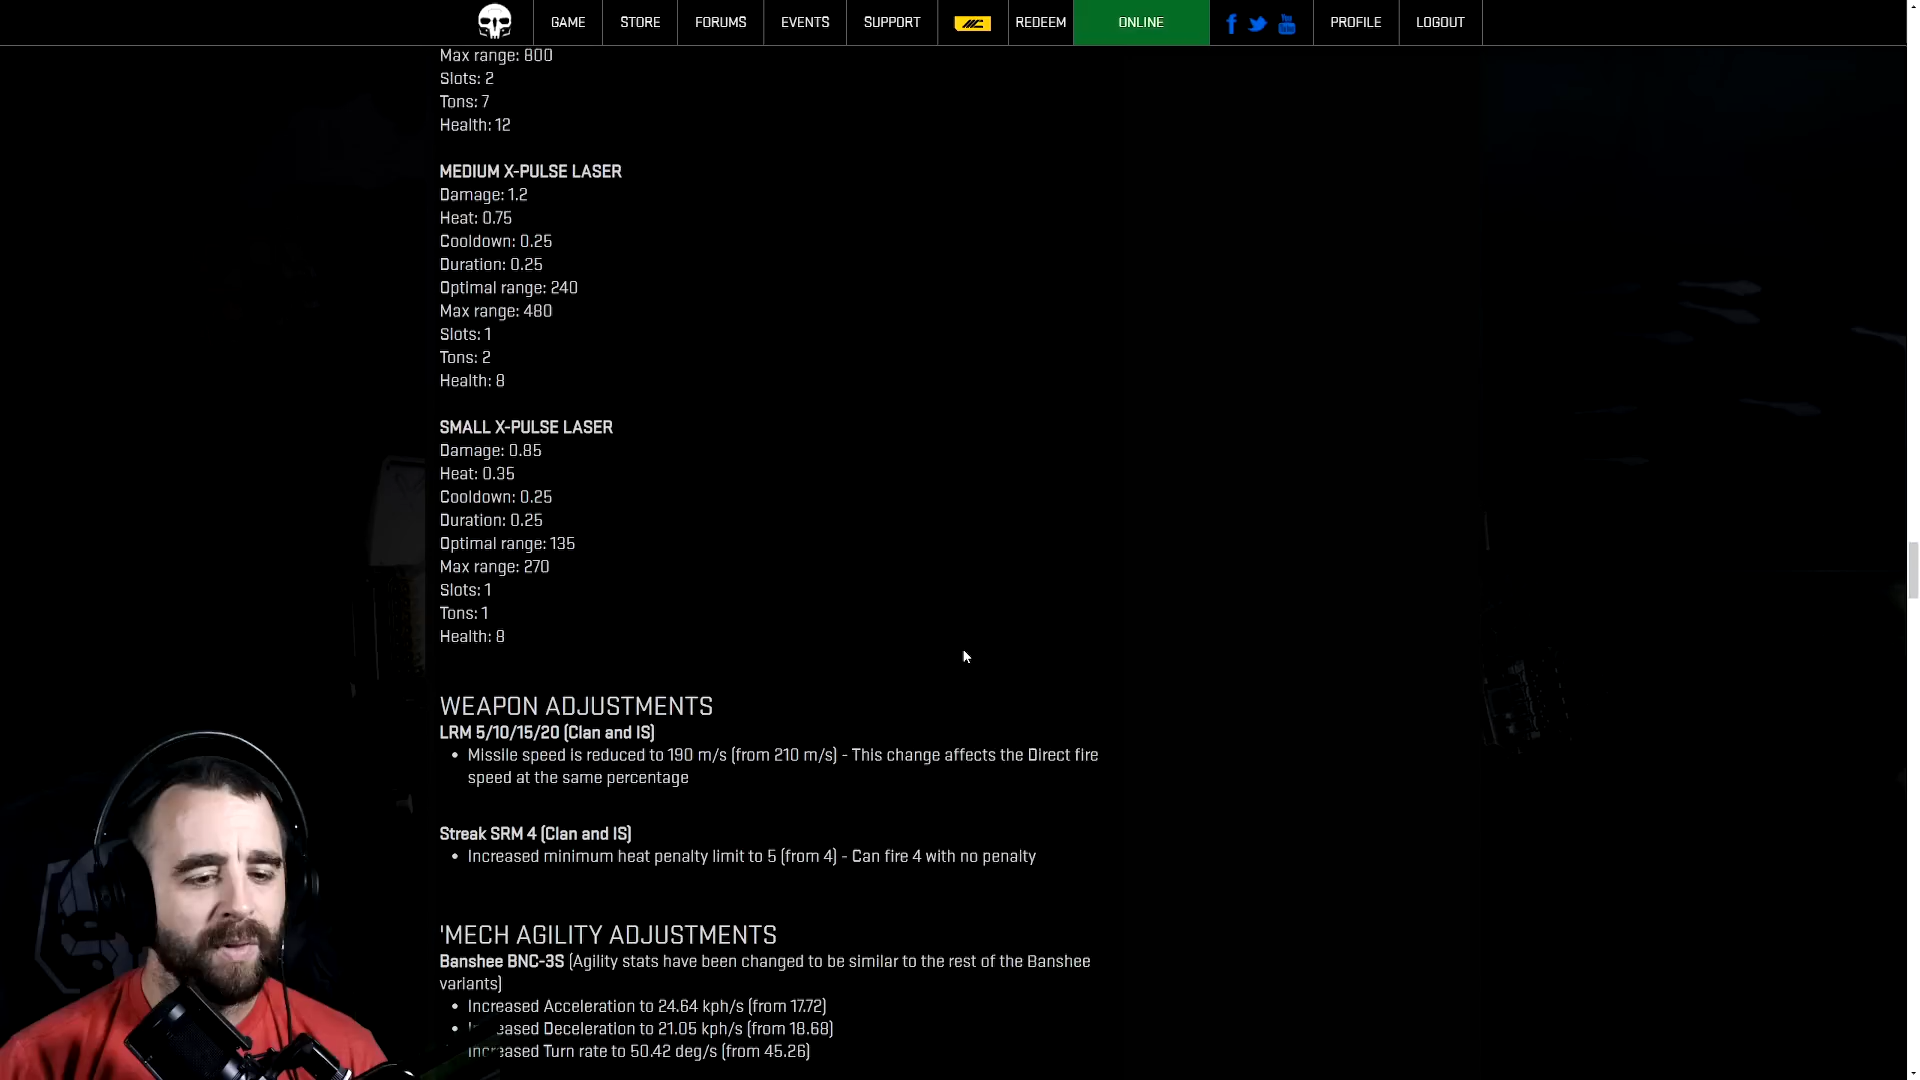 GAME STORE FORUMS EVENTS SUPPORT MC REDEEM ONLINE PROFILE LOGOUT
Max range: 800
Slots: 2
Tons: 7
Health: 12
MEDIUM X-PULSE LASER
Damage: 1.2
Heat: 0.75
Cooldown: 0.25
Duration: 0.25
Optimal range: 240
Max range: 480
Slots: 1
Tons: 2
Health: 8
SMALL X-PULSE LASER
Damage: 0.85
Heat: 0.35
Cooldown: 0.25
Duration: 0.25
Optimal range: 135
Max range: 270
Slots: 1
Tons: 1
Health: 8
WEAPON ADJUSTMENTS
LRM 5/10/15/20 (Clan and IS)
• Missile speed is reduced to 190 m/s (from 210 m/s) - This change affects the Direct fire
speed at the same percentage
Streak SRM 4 (Clan and IS)
• Increased minimum heat penalty limit to 5 (from 4) - Can fire 4 with no penalty
'MECH AGILITY ADJUSTMENTS
Banshee BNC-3S (Agility stats have been changed to be similar to the rest of the Banshee
variants)
• Increased Acceleration to 24.64 kph/s (from 17.72)
• Increased Deceleration to 21.05 kph/s (from 18.68)
Increased Turn rate to 50.42 deg/s (from 45.26)